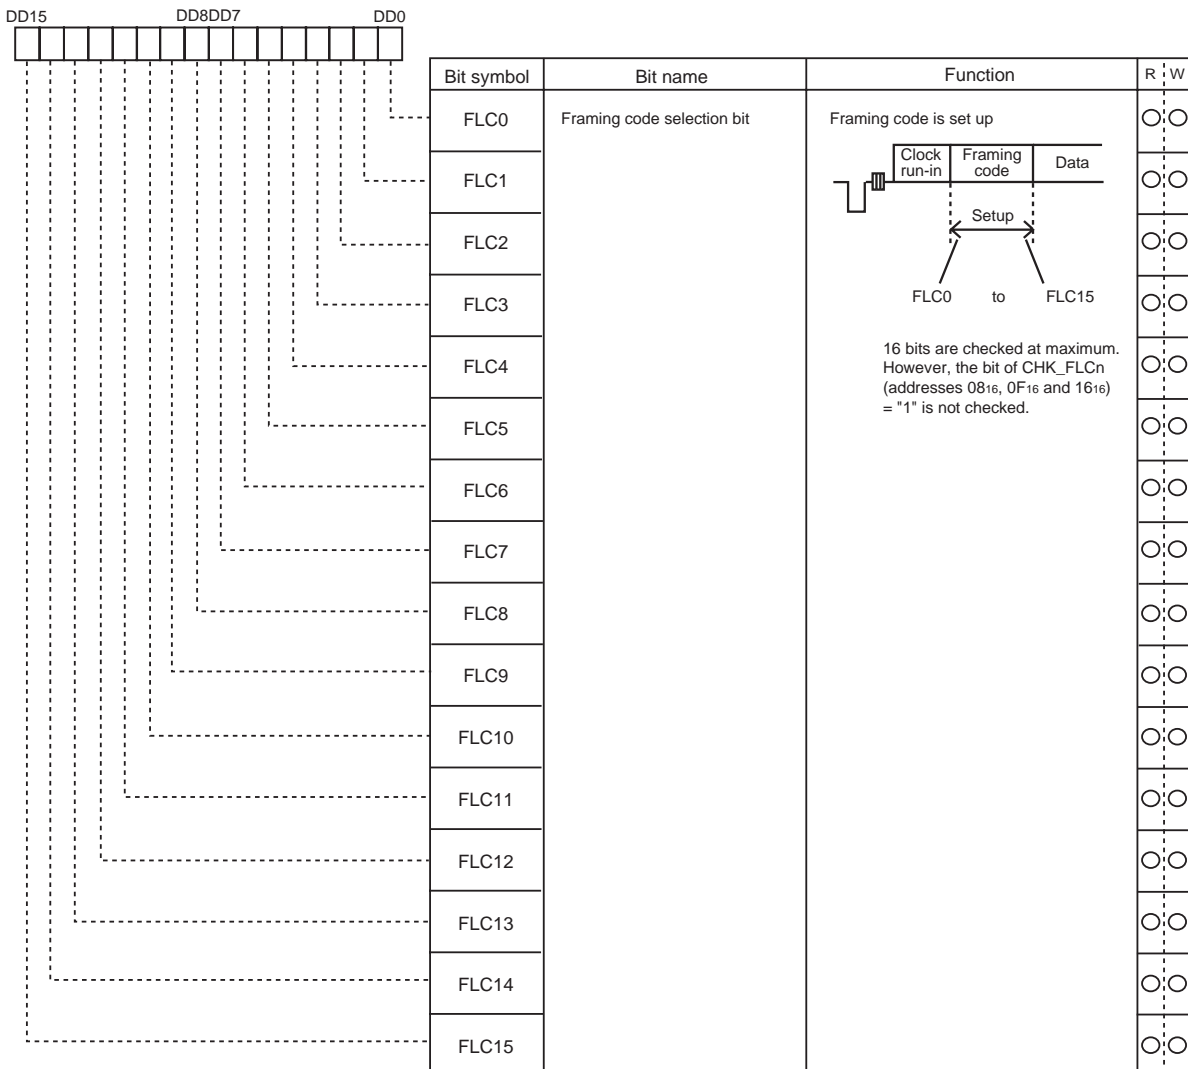 DD15 DD8DD7 DD0
Bit symbol Bit name Function R W
FLC0 Framing code selection bit Framing code is set up
Clock run-in Framing code Data
FLC1
Setup
FLC2
FLC3
FLC0 to FLC15
16 bits are checked at maximum.
However, the bit of CHK_FLCn
(addresses 0816, 0F16 and 1616)
= "1" is not checked.
FLC4
FLC5
FLC6
FLC7
FLC8
FLC9
FLC10
FLC11
FLC12
FLC13
FLC14
FLC15